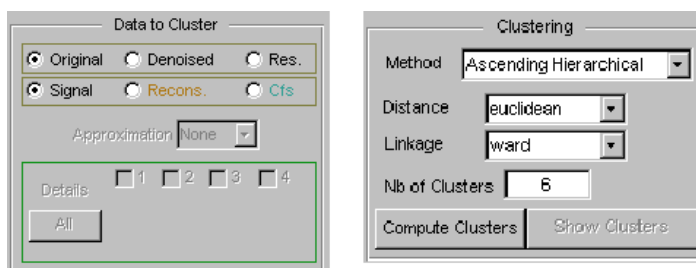 Data to Cluster
Original Denoised Res.
Signal Recons. Cfs
Approximation None
Details 1 2 3 4
All
Clustering
Method Ascending Hierarchical
Distance euclidean
Linkage ward
Nb of Clusters 6
Compute Clusters Show Clusters